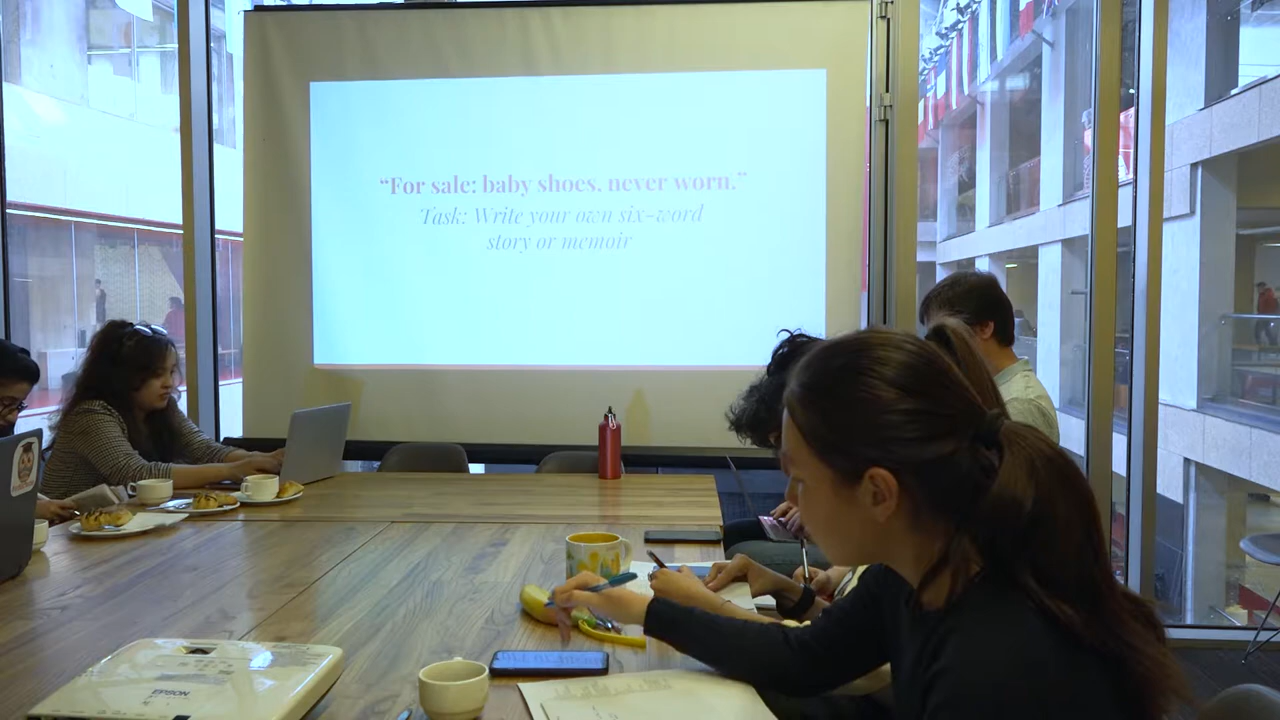 “For sale: baby shoes, never worn.”
Task: Write your own six-word
story or memoir
EPSON